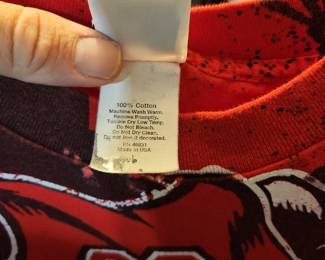 100% Cotton
Machine Wash Warm.
Remove Promptly.
Tumble Dry Low Temp.
Do Not Bleach.
Do Not Dry Clean.
Do not iron if decorated.
Made in USA